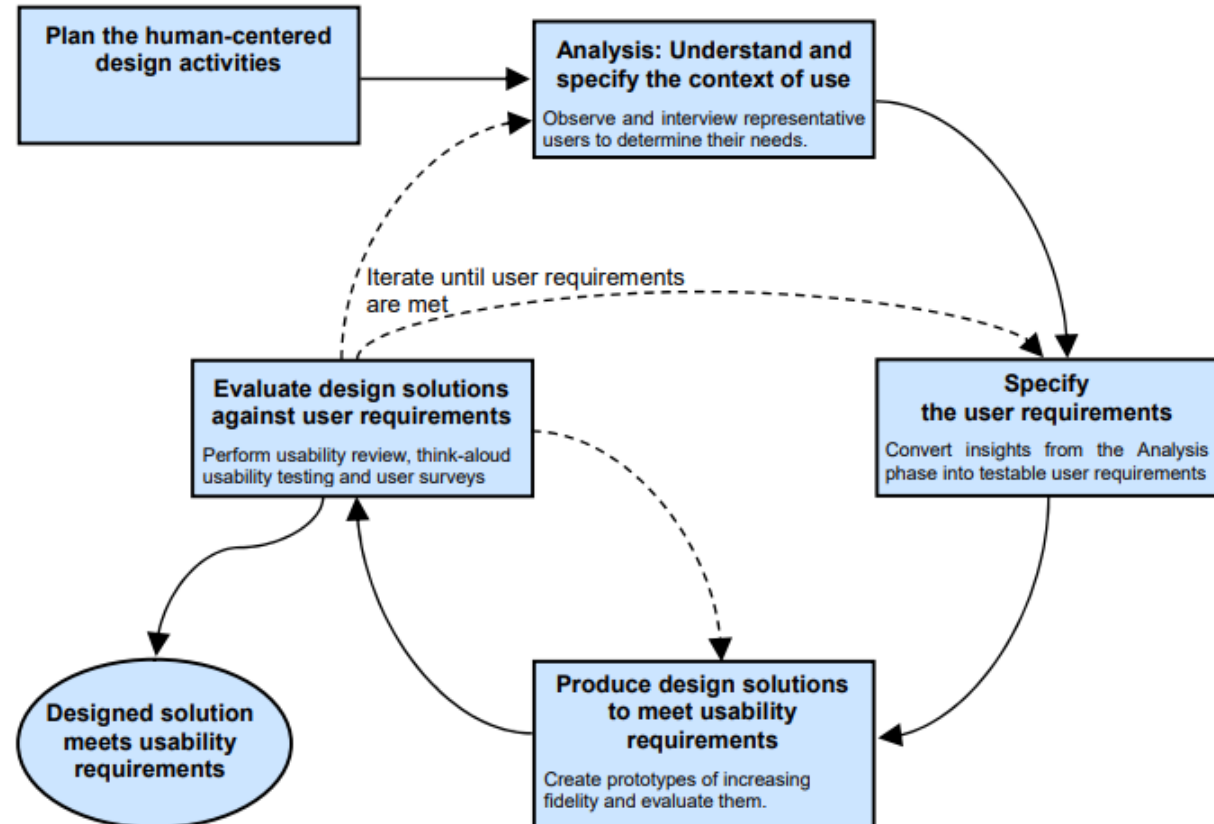 Plan the human-centered
design activities
Analysis: Understand and
specify the context of use
Observe and interview representative
users to determine their needs.
Iterate until user requirements
are met
Evaluate design solutions
against user requirements
Perform usability review, think-aloud
usability testing and user surveys
Specify
the user requirements
Convert insights from the Analysis
phase into testable user requirements
Designed solution
meets usability
requirements
Produce design solutions
to meet usability
requirements
Create prototypes of increasing
fidelity and evaluate them.